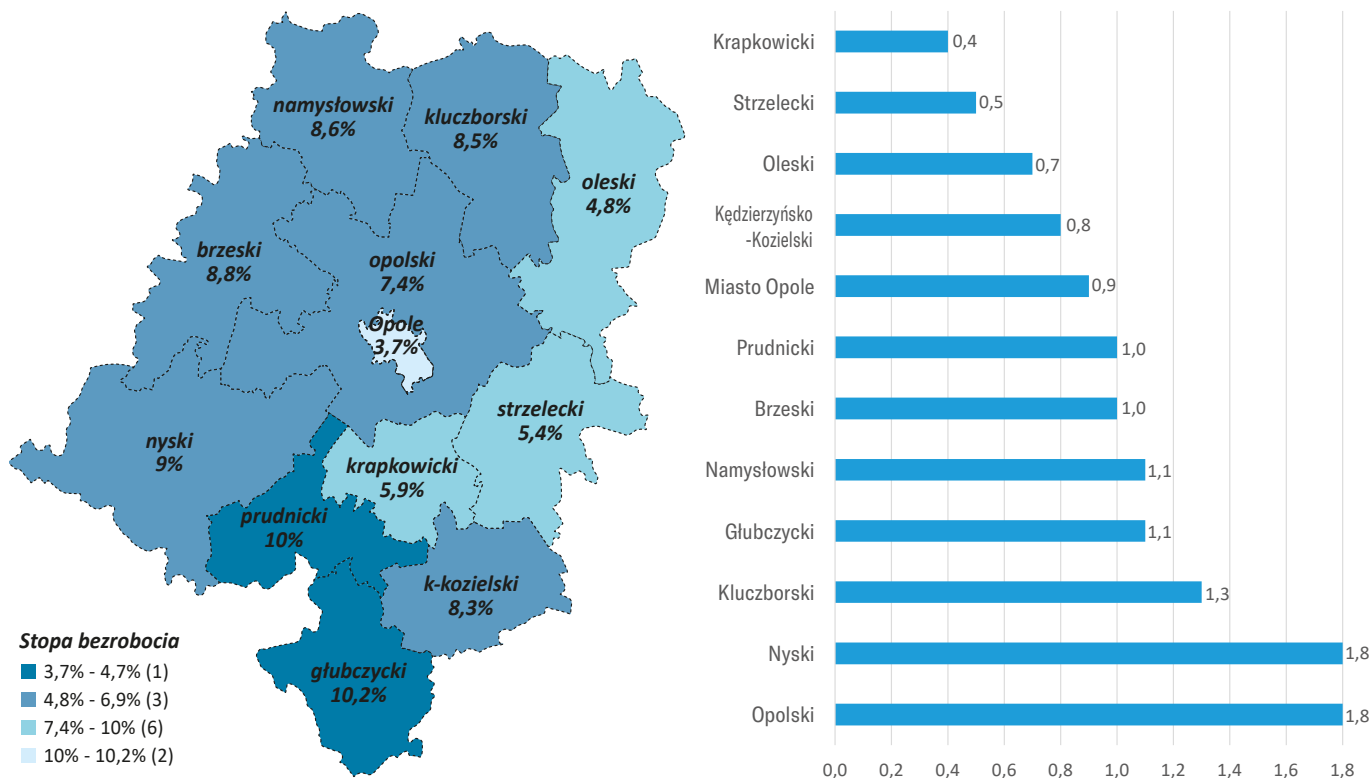 namysłowski
8,6%
kluczborski
8,5%
oleski
4,8%
brzeski
8,8%
opolski
7,4%
Opole
3,7%
strzelecki
5,4%
nyski
9%
krapkowicki
5,9%
prudnicki
10%
k-kozielski
8,3%
głubczycki
10,2%
Stopa bezrobocia
3,7% - 4,7% (1)
4,8% - 6,9% (3)
7,4% - 10% (6)
10% - 10,2% (2)
Krapkowicki 0,4
Strzelecki 0,5
Oleski 0,7
Kędzierzyńsko
-Kozielski 0,8
Miasto Opole 0,9
Prudnicki 1,0
Brzeski 1,0
Namysłowski 1,1
Głubczycki 1,1
Kluczborski 1,3
Nyski 1,8
Opolski 1,8
0,0 0,2 0,4 0,6 0,8 1,0 1,2 1,4 1,6 1,8